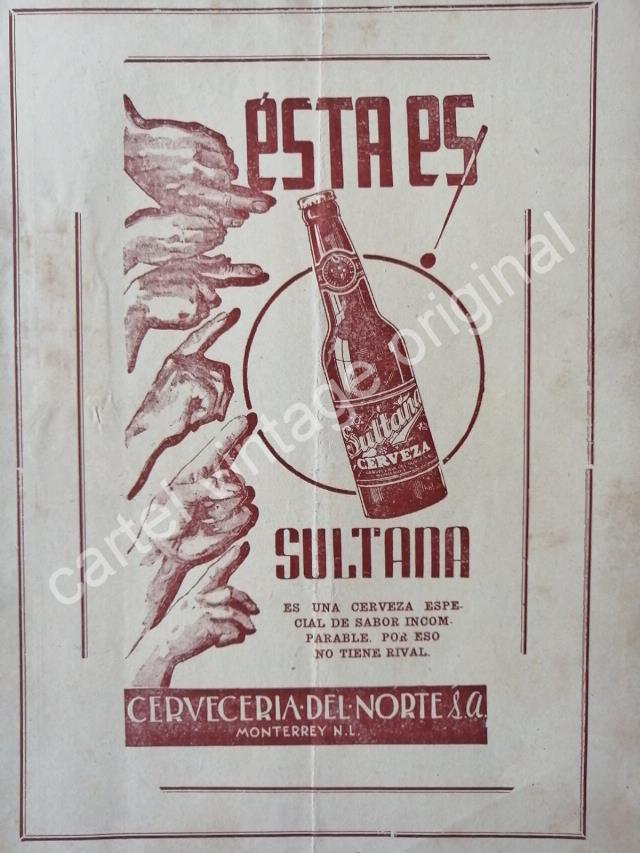 ÉSTA ES
Sultana
CERVEZA
SULTANA
ES UNA CERVEZA ESPE-
CIAL DE SABOR INCOM-
PARABLE. POR ESO
NO TIENE RIVAL.
CERVECERIA·DEL·NORTE S.A.
MONTERREY N.L.
cartel vintage original